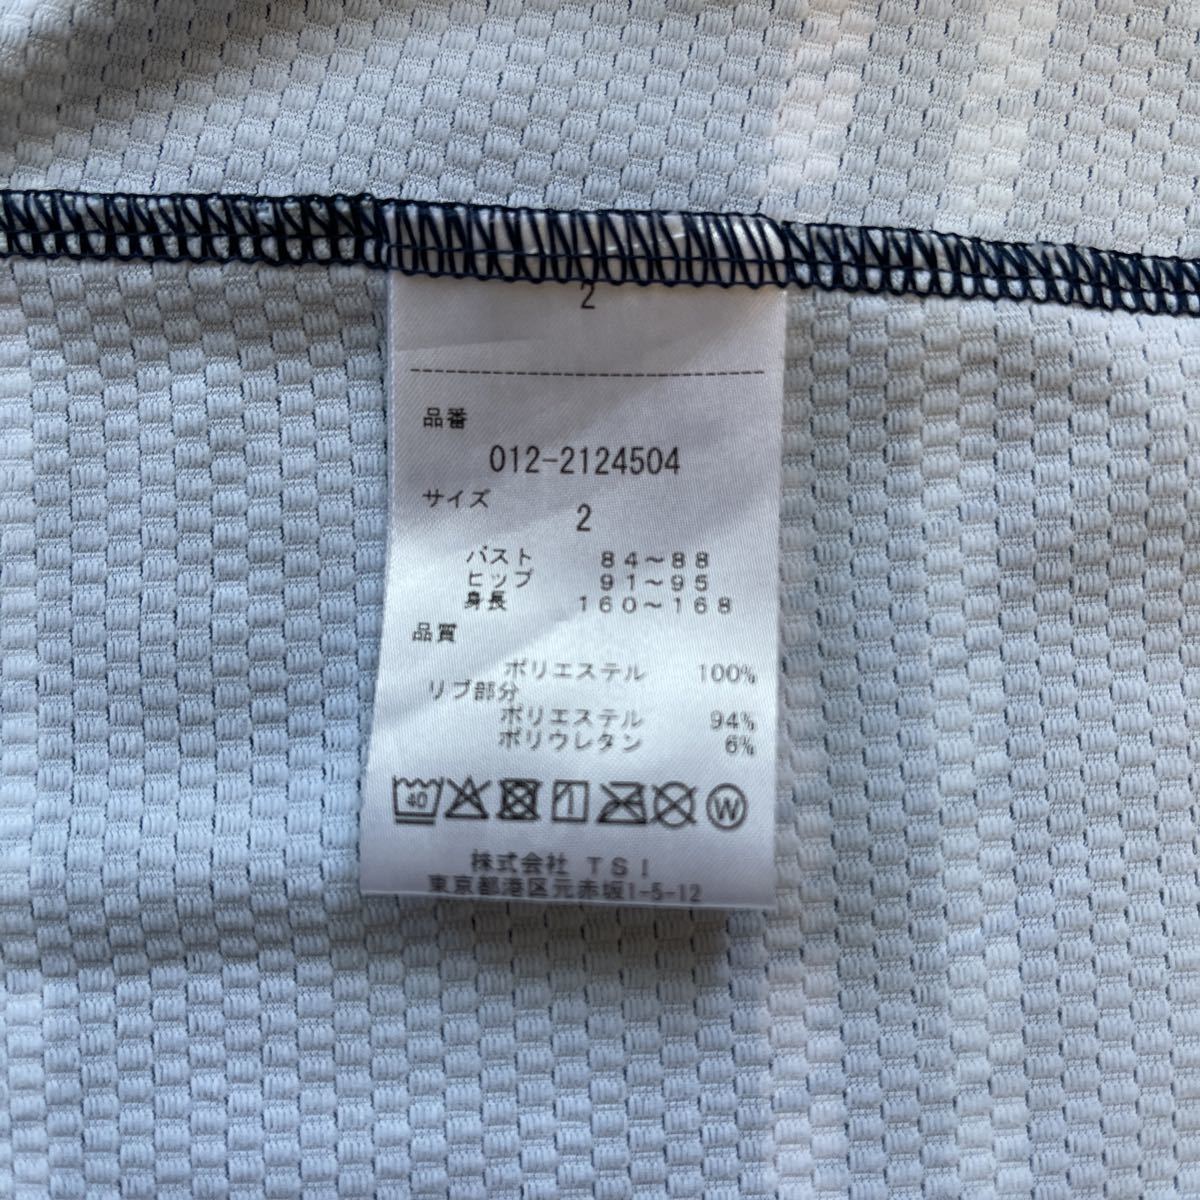 2
品番
012-2124504
サイズ
2
バスト 84～88
ヒップ 91～95
身長 160～168
品質
ポリエステル 100%
リブ部分
ポリエステル 94%
ポリウレタン 6%
40 W
株式会社 TSI
東京都港区元赤坂1-5-12